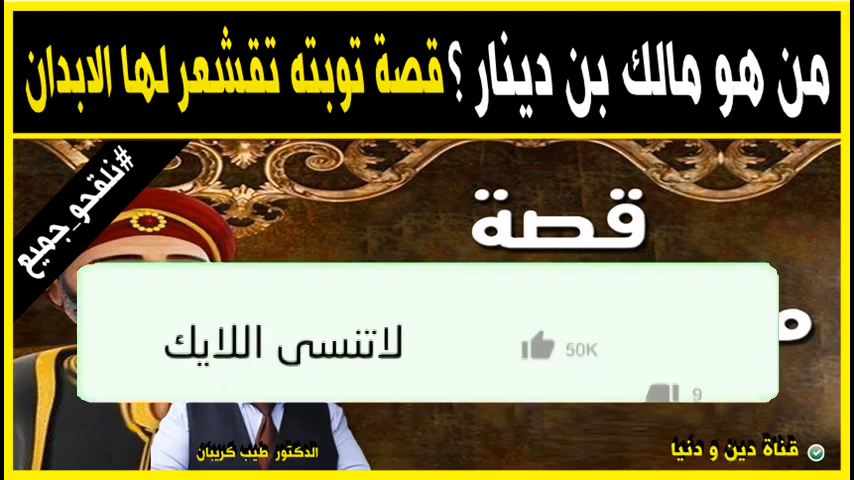 من هو مالك بن دينار ؟ قصة توبته تقشعر لها الابدان
#نلقحو_جميع
قصة
لاتنسى اللايك
50K
9
الدكتور طيب كريبان
قناة دين و دنيا